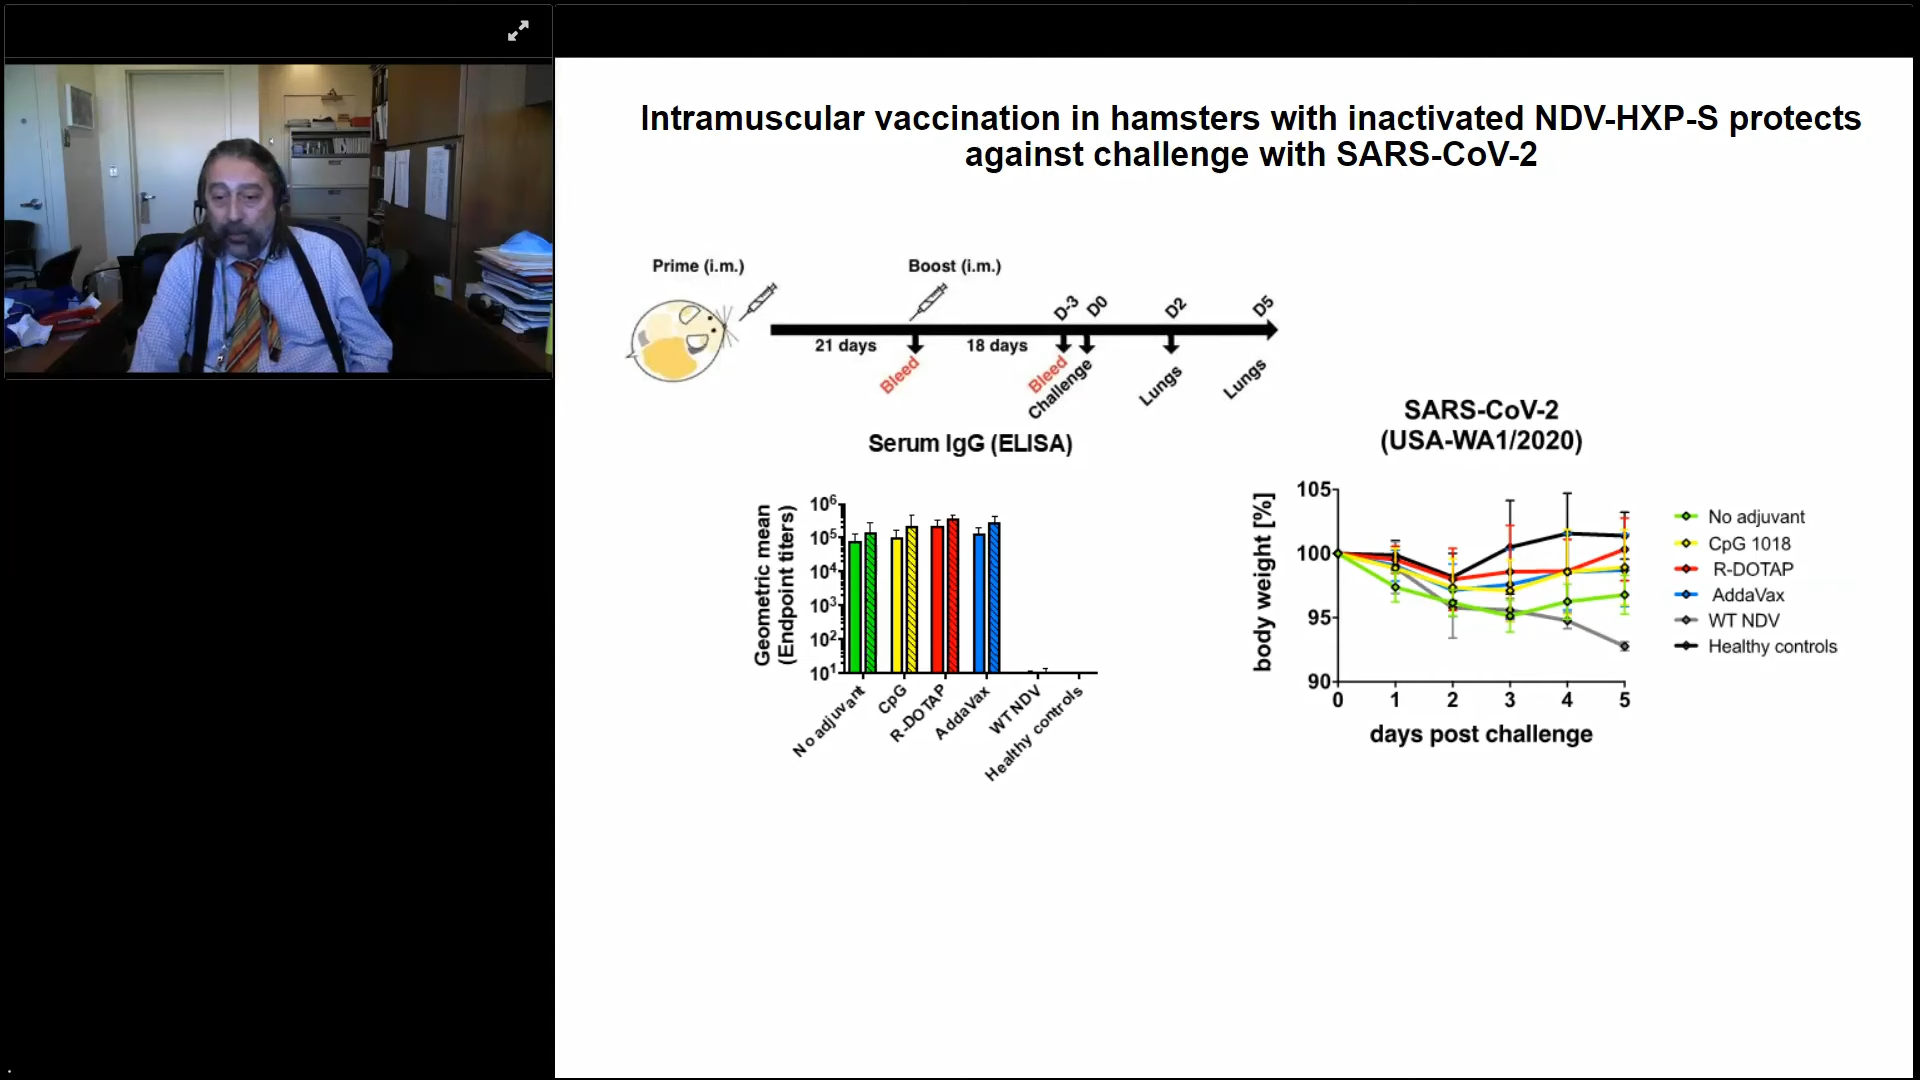 Intramuscular vaccination in hamsters with inactivated NDV-HXP-S protects
against challenge with SARS-CoV-2
Prime (i.m.)
Boost (i.m.)
D-3
D0
D2
D5
21 days
18 days
Bleed
Bleed
Challenge
Lungs
Lungs
Serum IgG (ELISA)
Geometric mean
(Endpoint titers)
10⁶
10⁵
10⁴
10³
10²
10¹
No adjuvant
CpG
R-DOTAP
AddaVax
WT NDV
Healthy controls
SARS-CoV-2
(USA-WA1/2020)
body weight [%]
105
100
95
90
0 1 2 3 4 5
days post challenge
No adjuvant
CpG 1018
R-DOTAP
AddaVax
WT NDV
Healthy controls